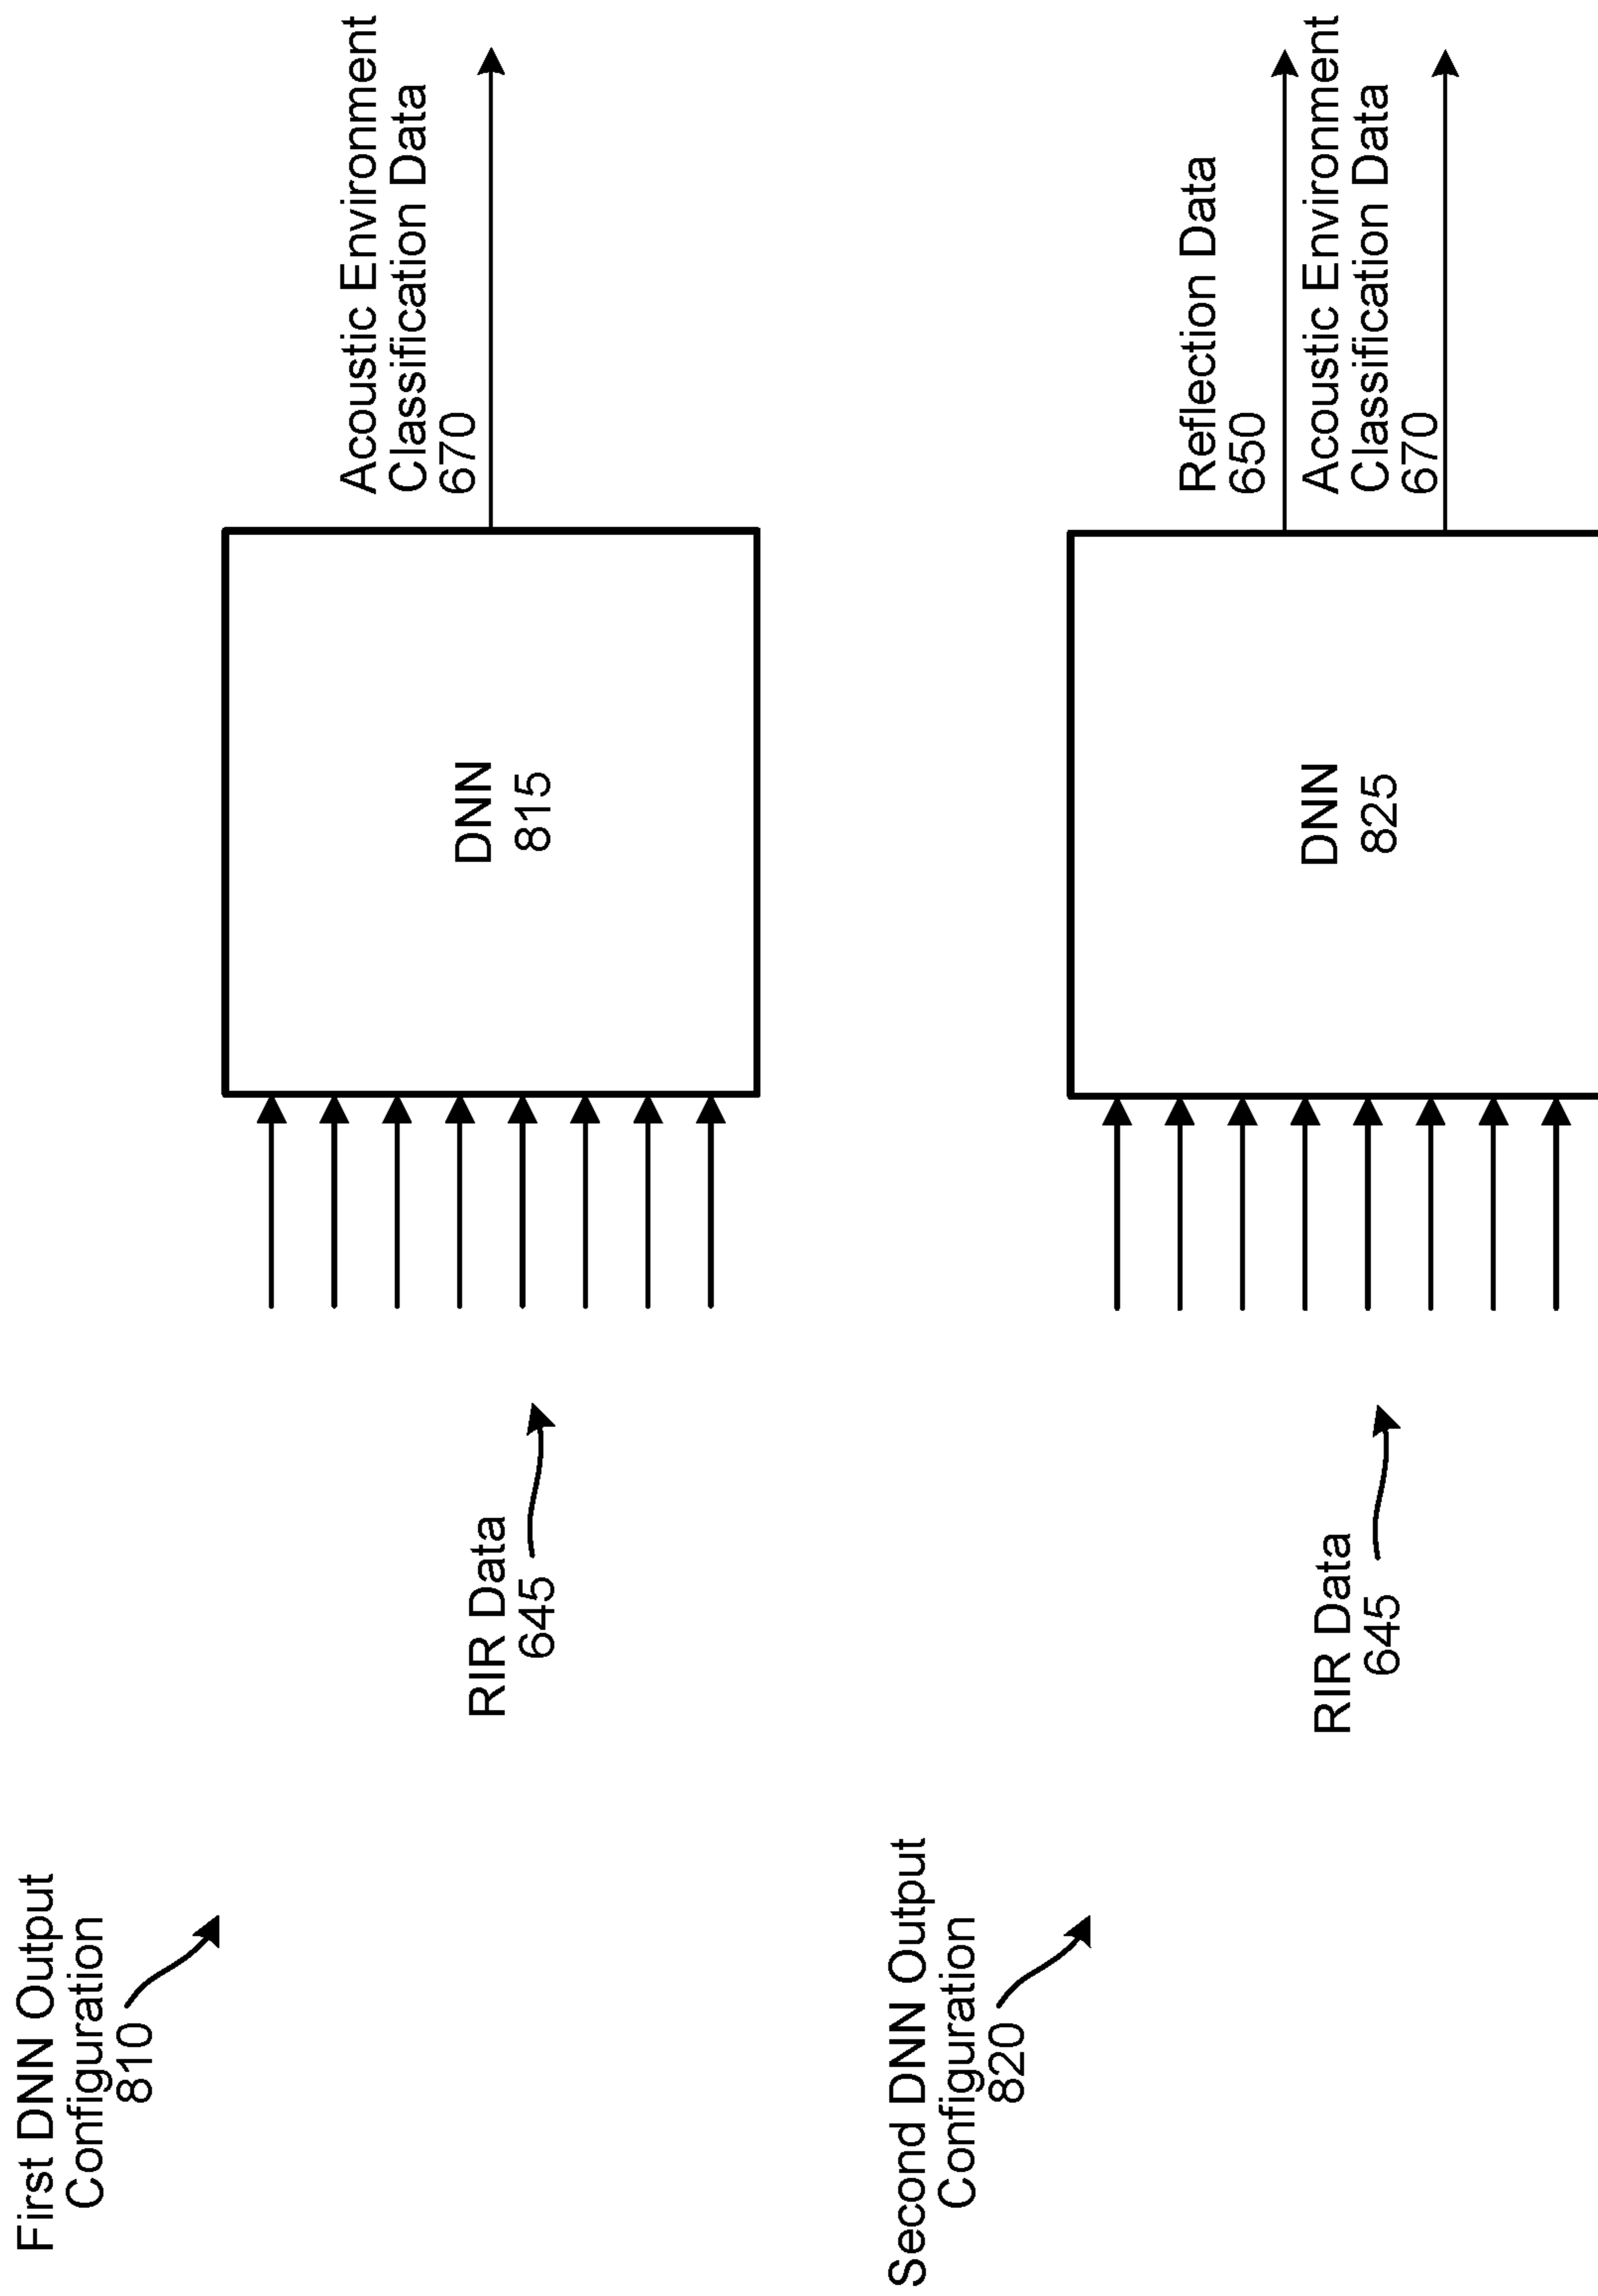 First DNN Output
Configuration
810
RIR Data
645
DNN
815
Acoustic Environment
Classification Data
670
Second DNN Output
Configuration
820
RIR Data
645
DNN
825
Reflection Data
650
Acoustic Environment
Classification Data
670